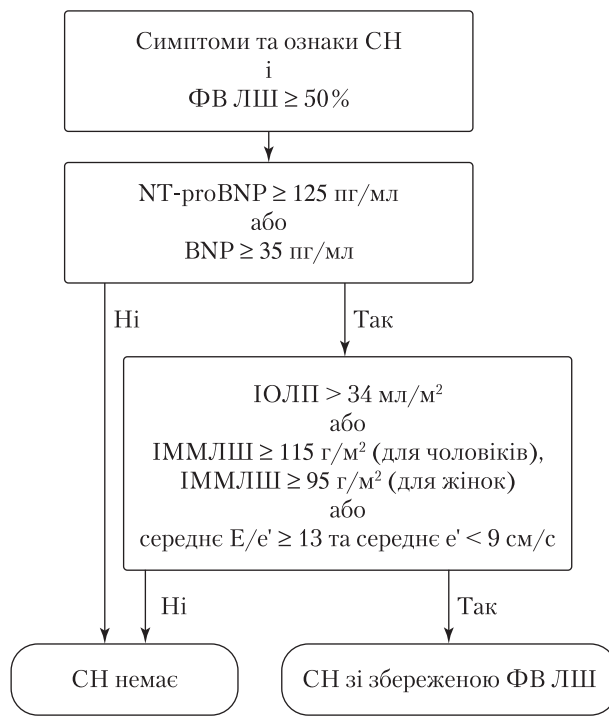 Симптоми та ознаки СН
і
ФВ ЛШ ≥ 50%
NT-proBNP ≥ 125 пг/мл
або
BNP ≥ 35 пг/мл
Ні
Так
ІОЛП > 34 мл/м²
або
ІММЛШ ≥ 115 г/м² (для чоловіків),
ІММЛШ ≥ 95 г/м² (для жінок)
або
середнє E/e' ≥ 13 та середнє e' < 9 см/с
Ні
Так
СН немає
СН зі збереженою ФВ ЛШ